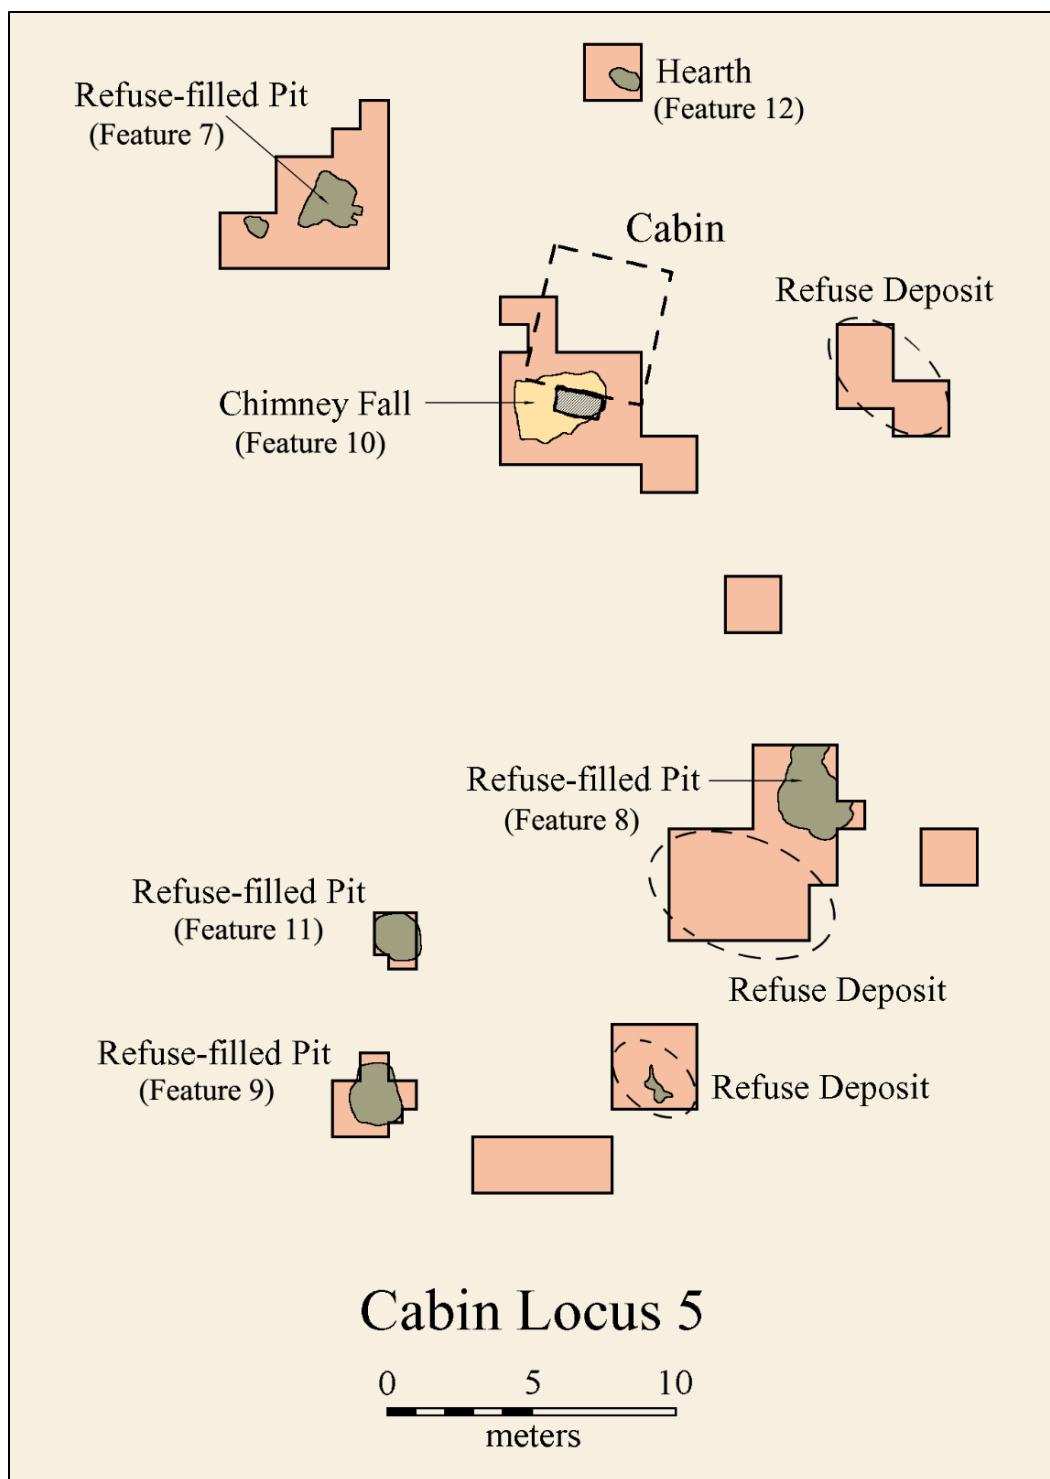 Hearth
(Feature 12)
Refuse-filled Pit
(Feature 7)
Cabin
Refuse Deposit
Chimney Fall
(Feature 10)
Refuse-filled Pit
(Feature 8)
Refuse-filled Pit
(Feature 11)
Refuse Deposit
Refuse-filled Pit
(Feature 9)
Refuse Deposit
Cabin Locus 5
0 5 10
meters